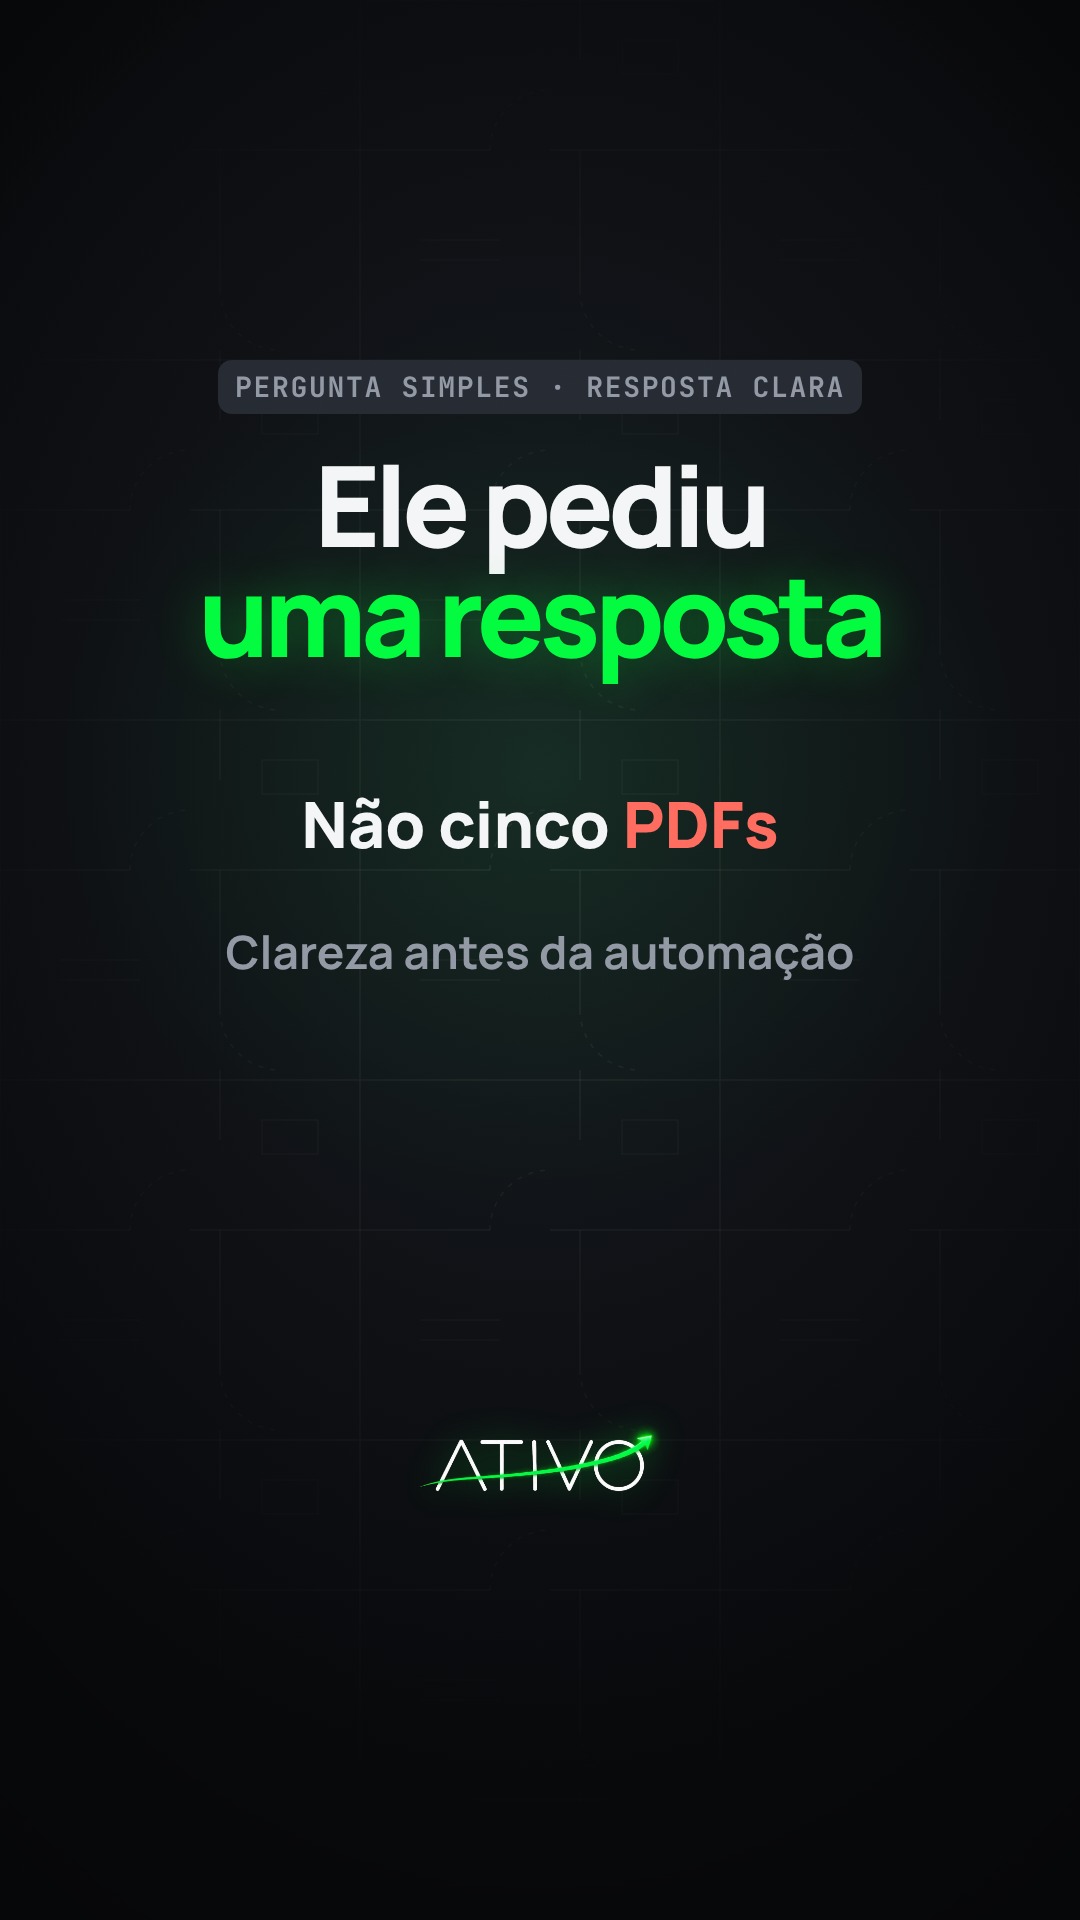 PERGUNTA SIMPLES · RESPOSTA CLARA
Ele pediu
uma resposta
Não cinco PDFs
Clareza antes da automação
ATIVO